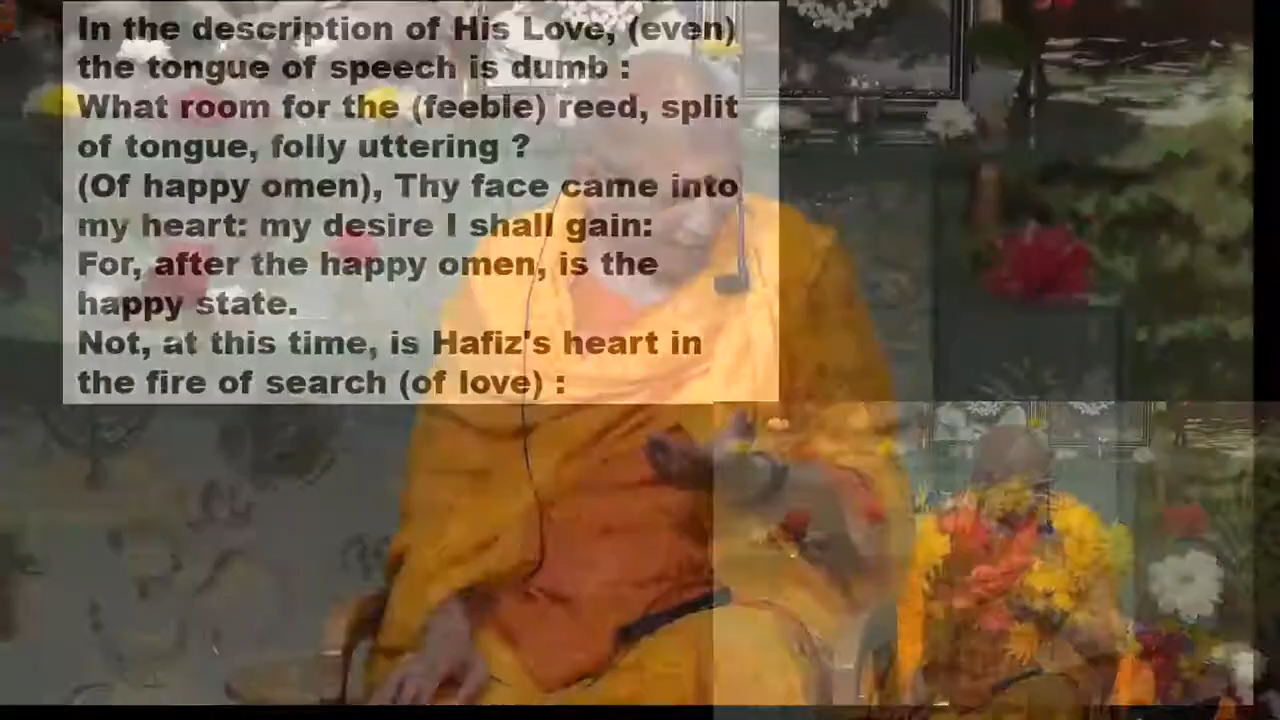 In the description of His Love, (even)
the tongue of speech is dumb :
What room for the (feeble) reed, split
of tongue, folly uttering ?
(Of happy omen), Thy face came into
my heart: my desire I shall gain:
For, after the happy omen, is the
happy state.
Not, at this time, is Hafiz's heart in
the fire of search (of love) :